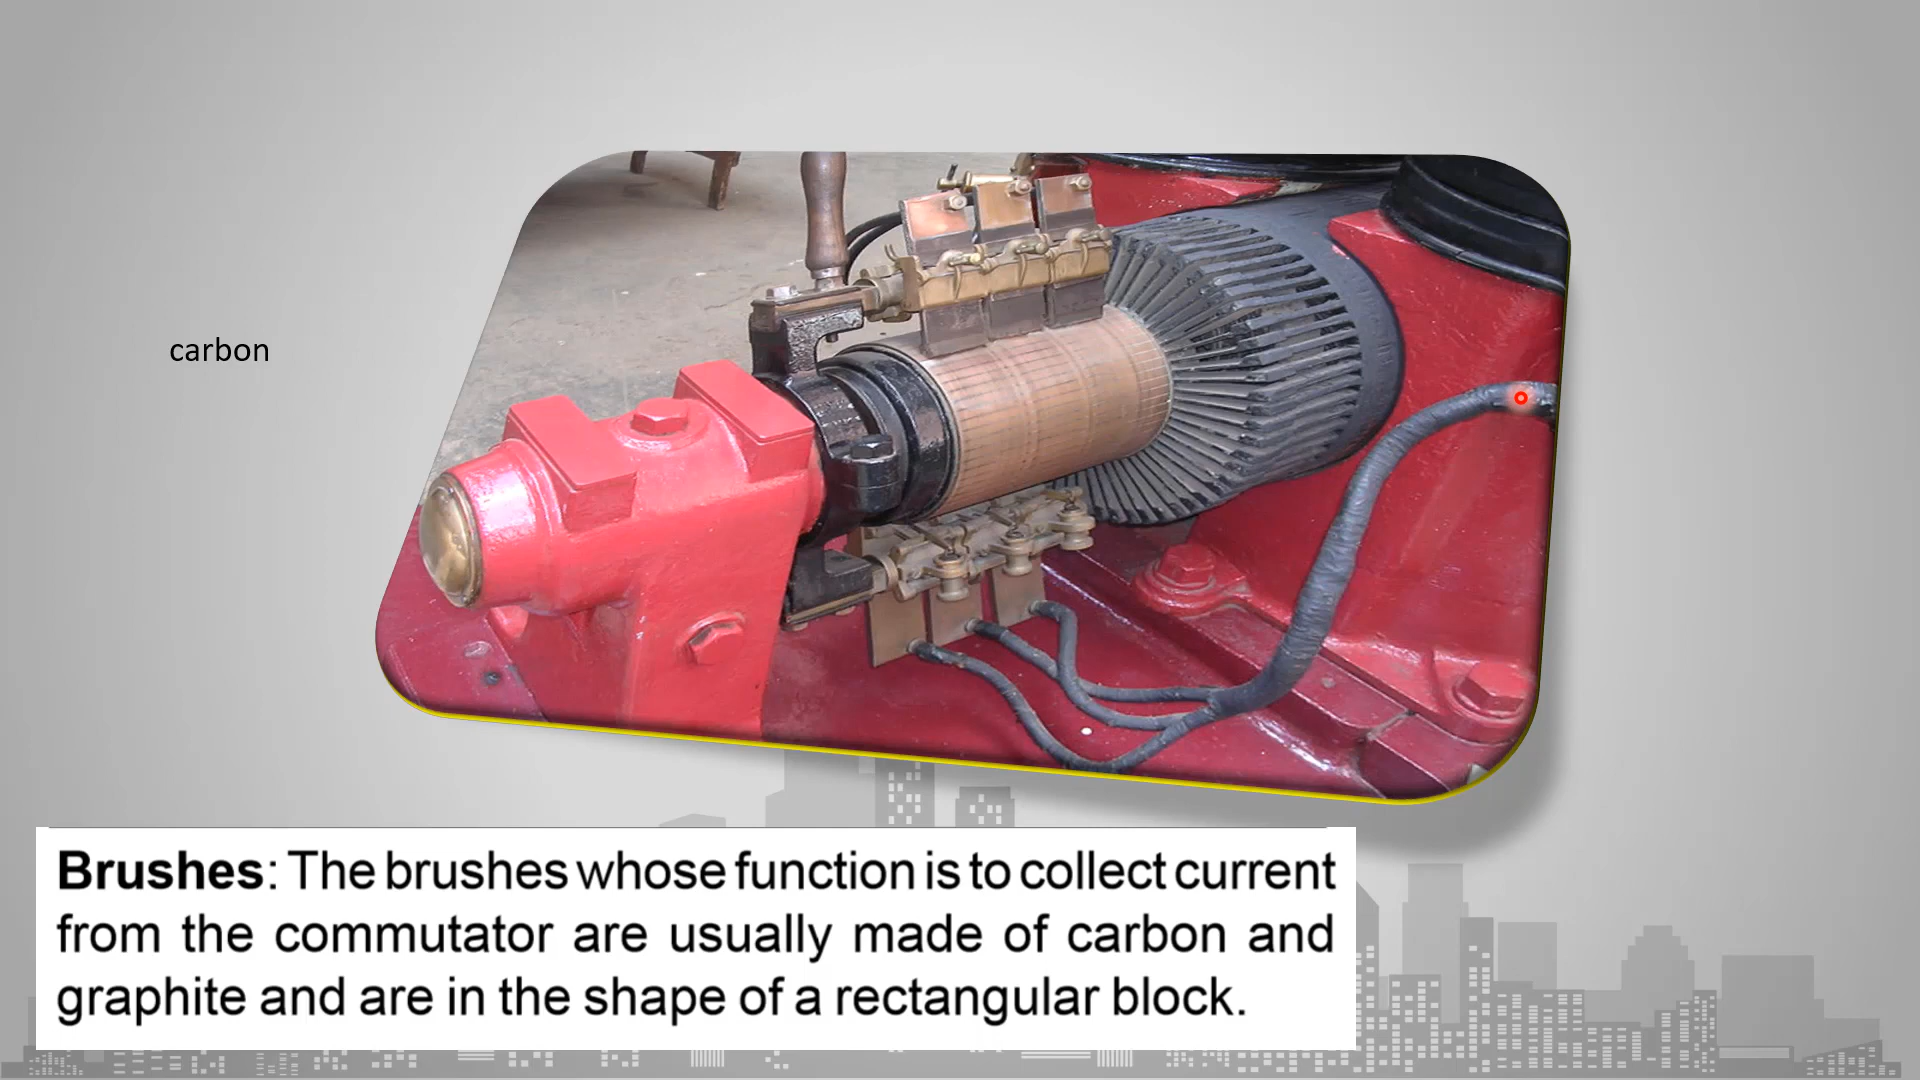 carbon
Brushes: The brushes whose function is to collect current
from the commutator are usually made of carbon and
graphite and are in the shape of a rectangular block.